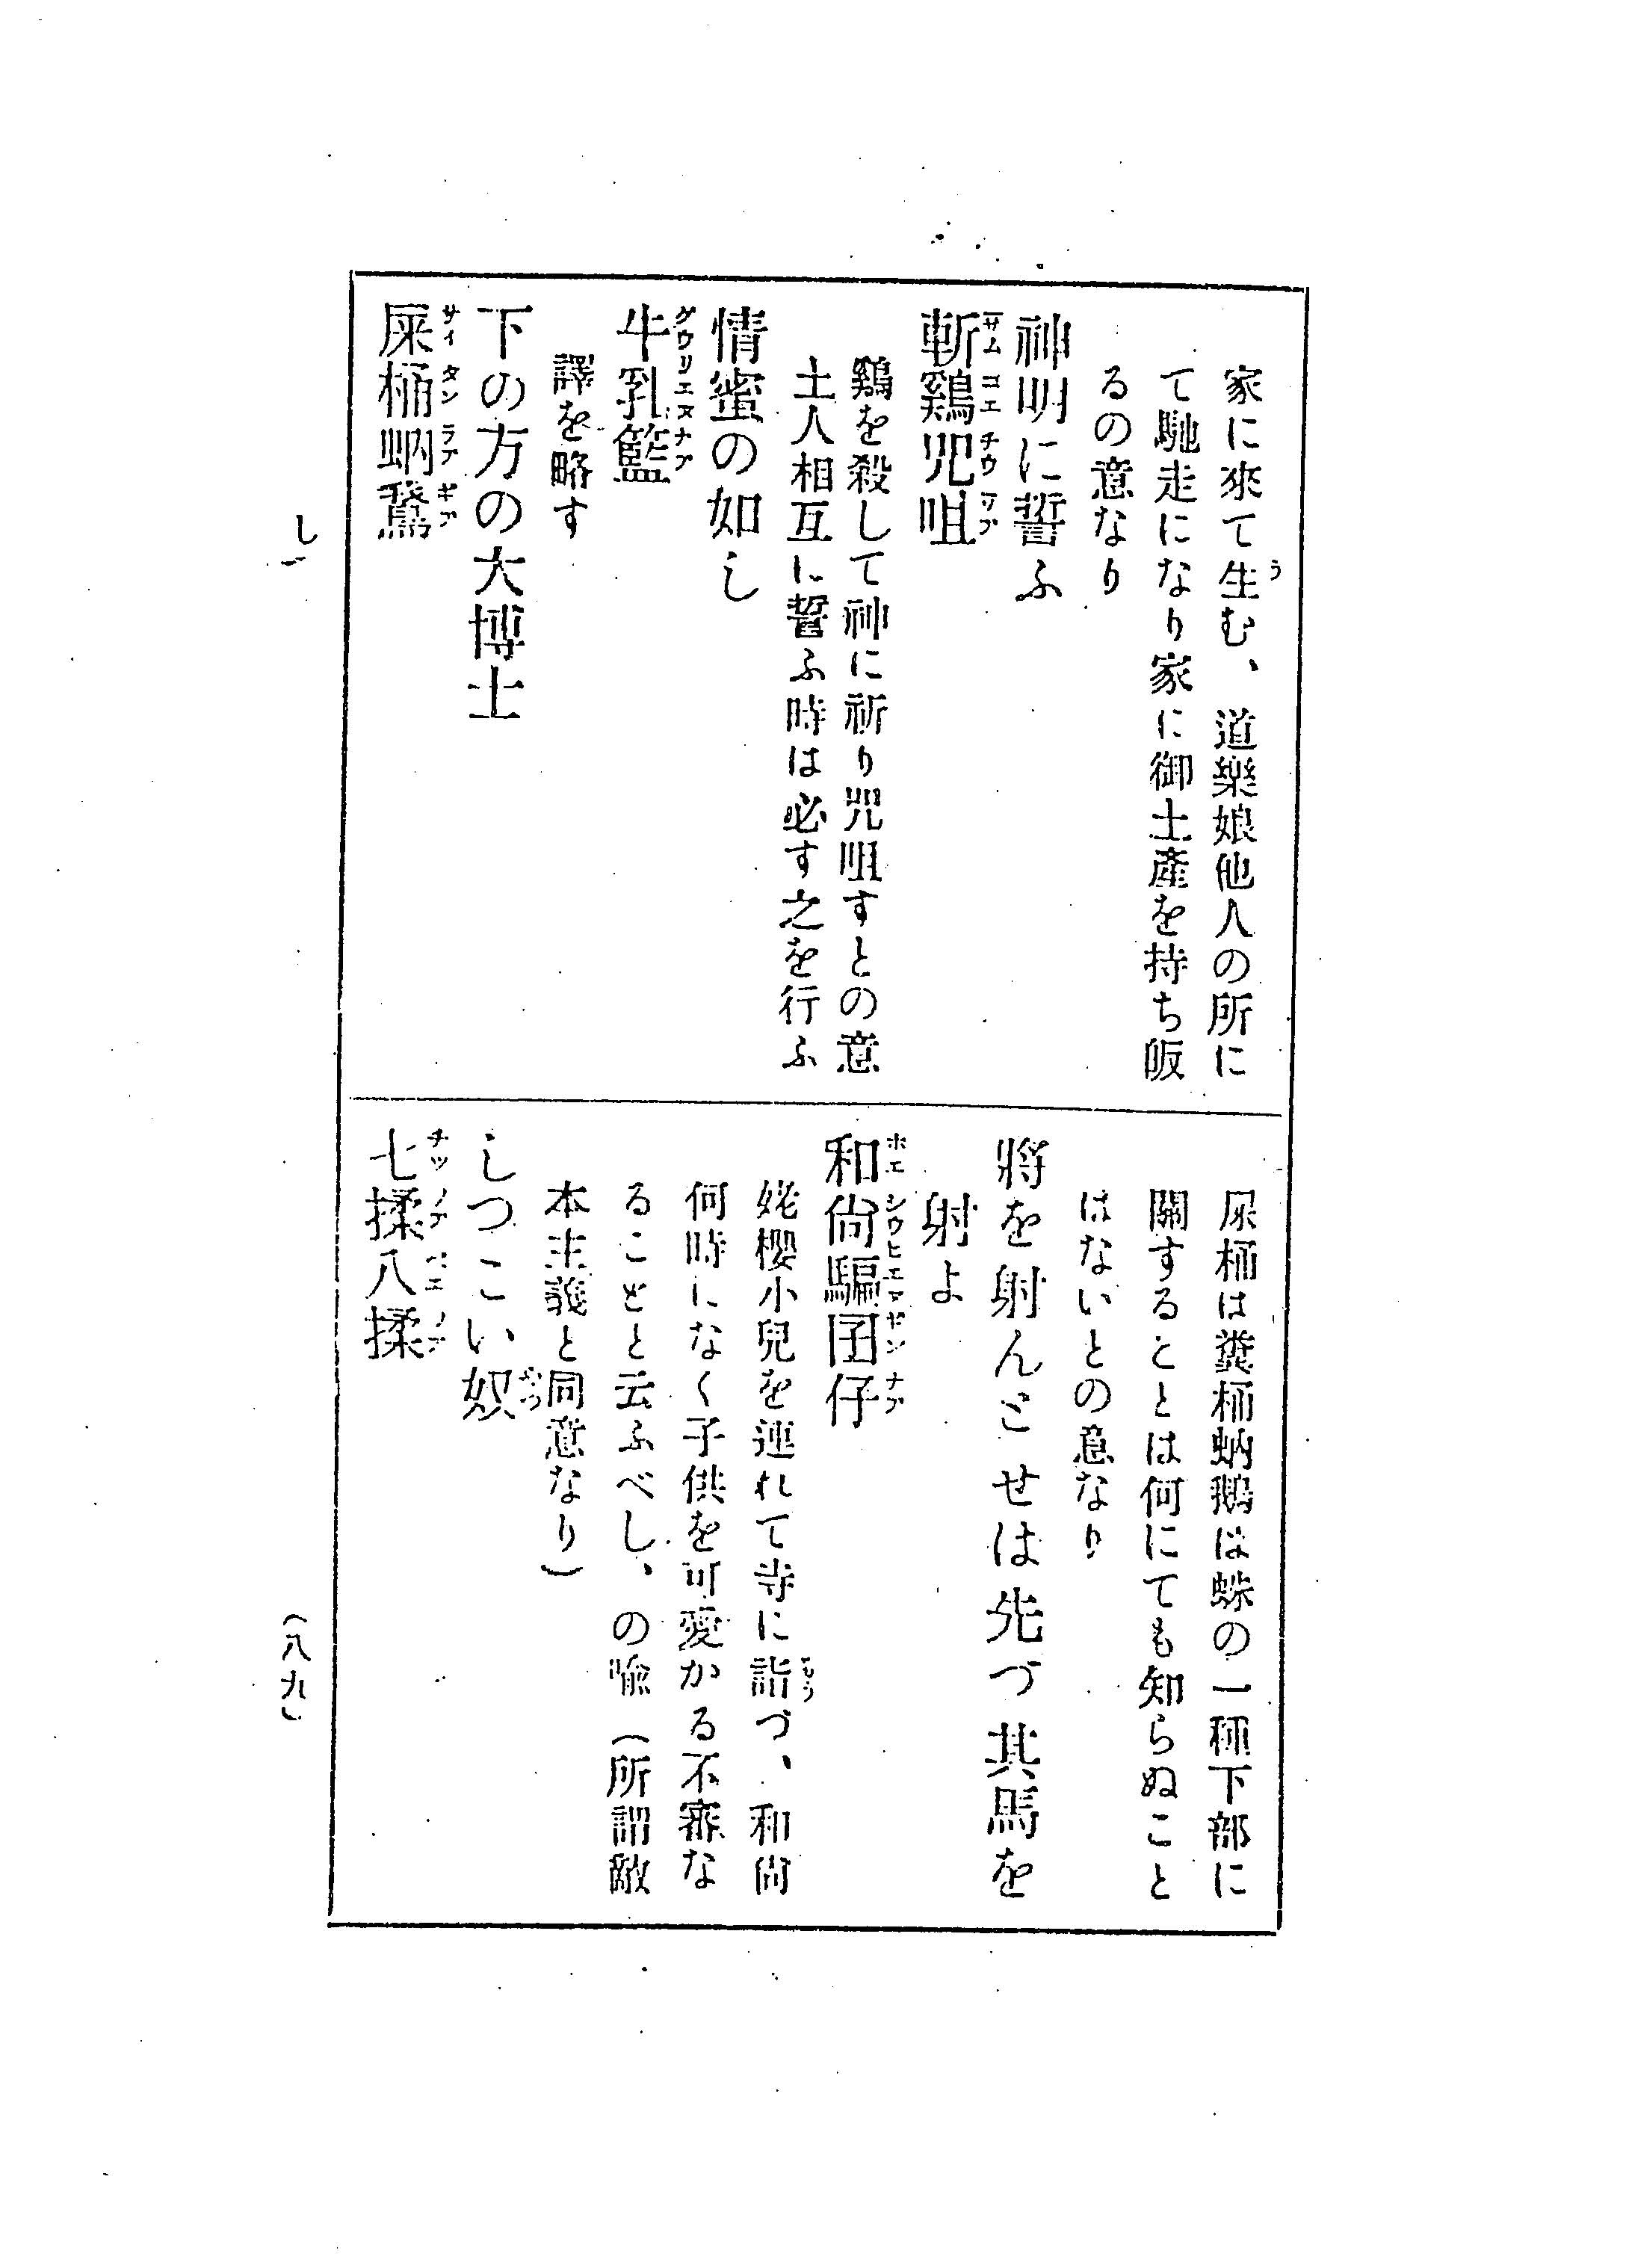 家に來て生む、道樂娘他人の所に
て馳走になり家に御土產を持ち皈
るの意なり
神明に誓ふ
斬鷄咒咀
鷄を殺して神に祈り咒咀すとの意
土人相互に誓ふ時は必す之を行ふ
情蜜の如し
牛乳籃
譯を略す
下の方の大博士
屎桶蚋鵞
屎桶は糞桶蚋鵞は蛛の一種下部に
關することは何にても知らぬこと
はないとの意なり
將を射んとせは先づ其馬を
射よ
和尙騙囝仔
姥櫻小兒を連れて寺に詣づ、和尙
何時になく子供を可愛かる不審な
ることと云ふべし、の喩(所謂敵
本主義と同意なり)
しつこい奴
七揉八揉
し
(八九)